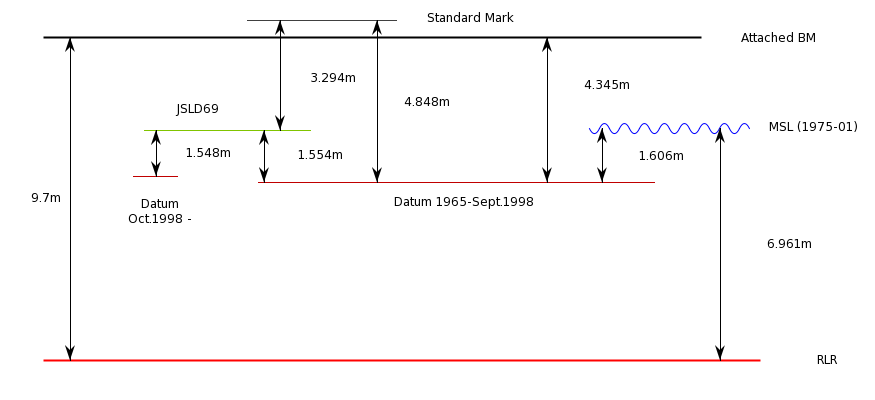 Standard Mark
Attached BM
3.294m
4.345m
4.848m
JSLD69
MSL (1975-01)
1.548m
1.554m
1.606m
9.7m
Datum
Oct.1998 -
Datum 1965-Sept.1998
6.961m
RLR